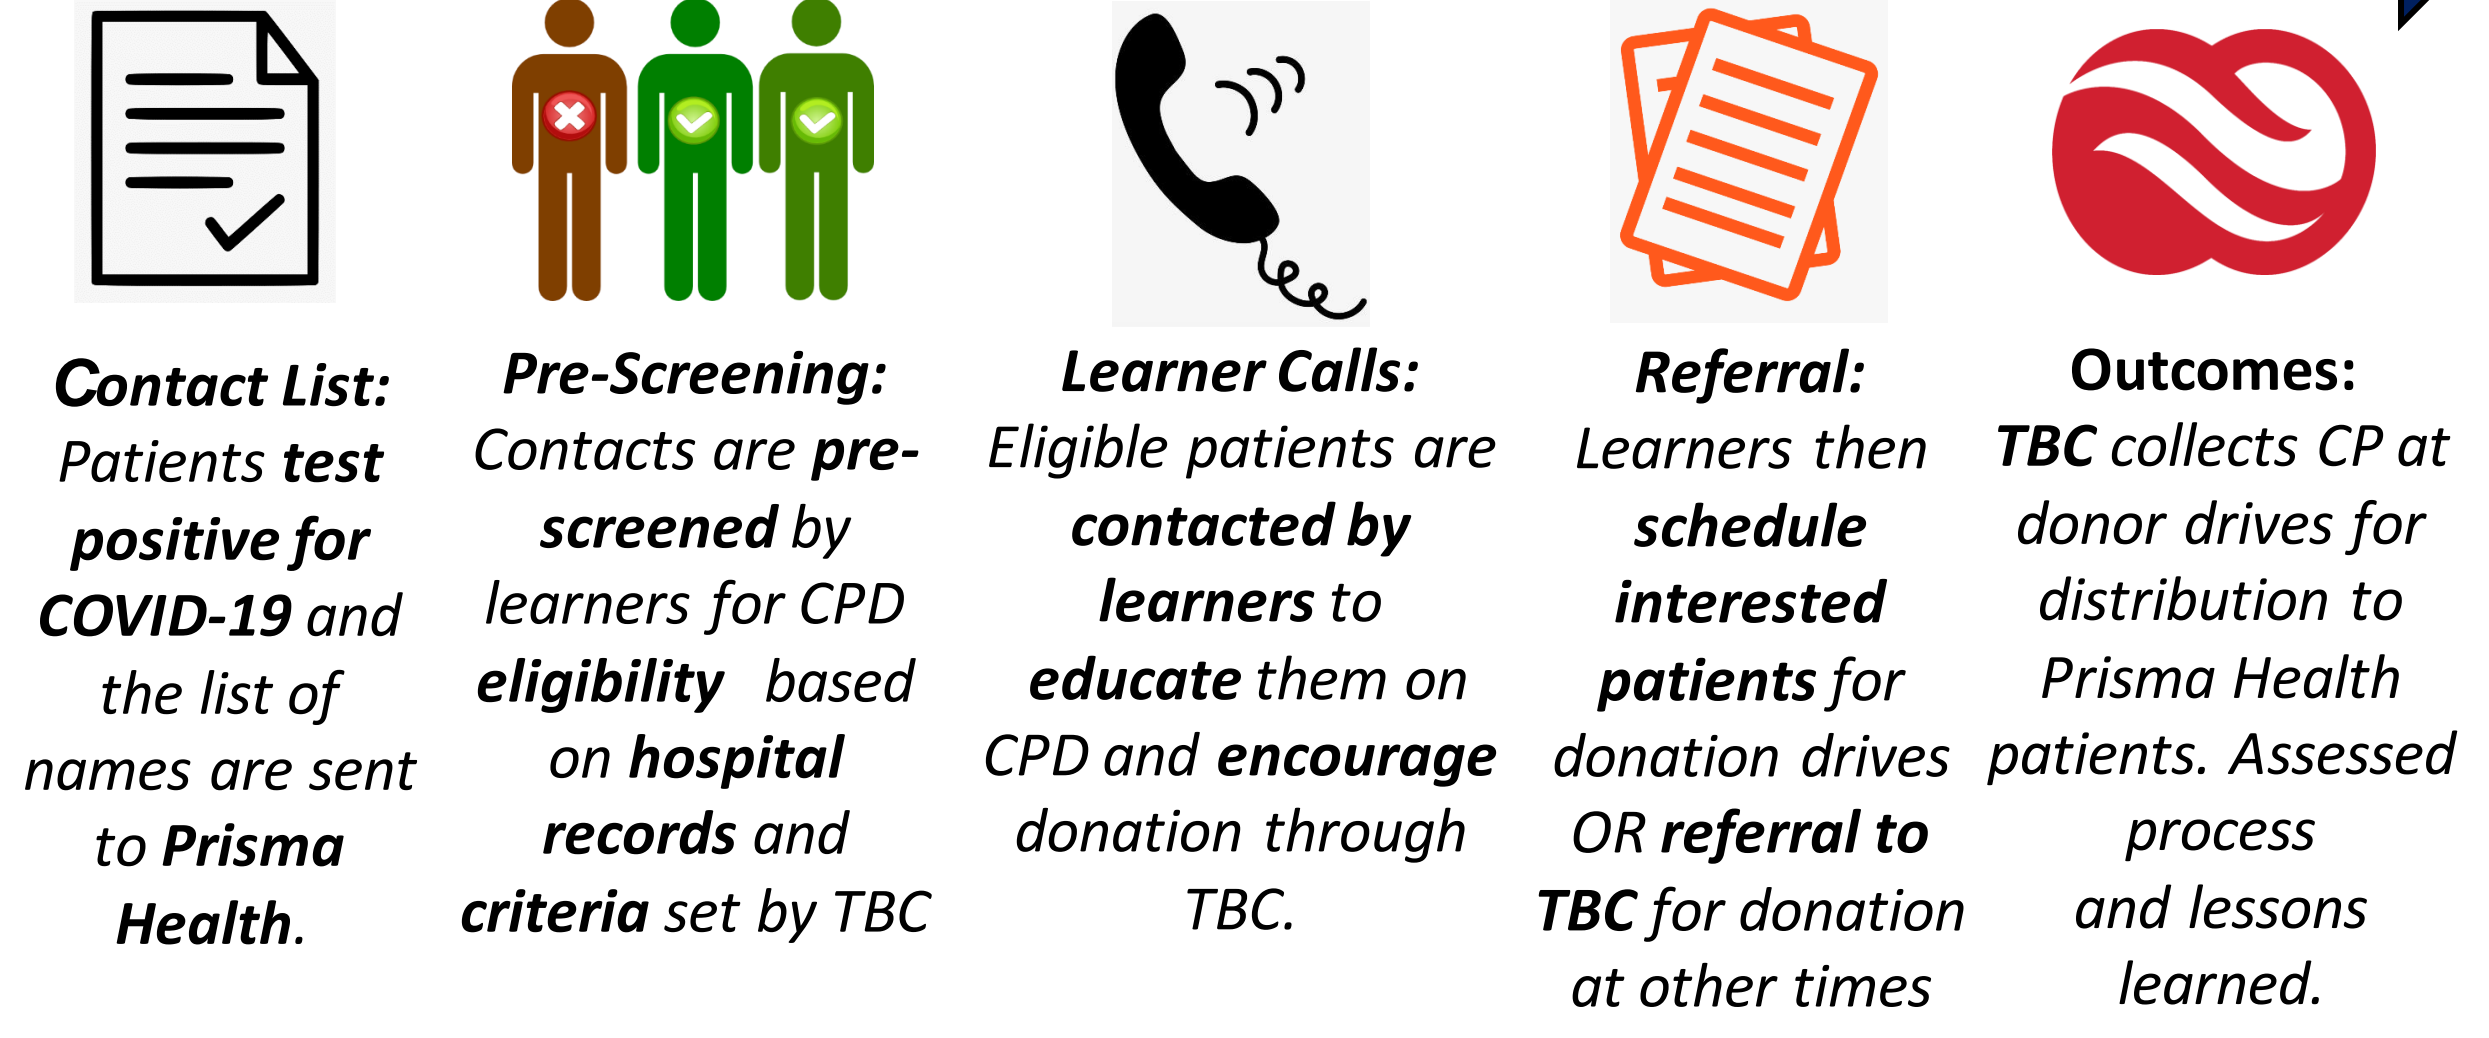 Contact List:
Patients test
positive for
COVID-19 and
the list of
names are sent
to Prisma
Health.
Pre-Screening:
Contacts are pre-
screened by
learners for CPD
eligibility based
on hospital
records and
criteria set by TBC
Learner Calls:
Eligible patients are
contacted by
learners to
educate them on
CPD and encourage
donation through
TBC.
Referral:
Learners then
schedule
interested
patients for
donation drives
OR referral to
TBC for donation
at other times
Outcomes:
TBC collects CP at
donor drives for
distribution to
Prisma Health
patients. Assessed
process
and lessons
learned.